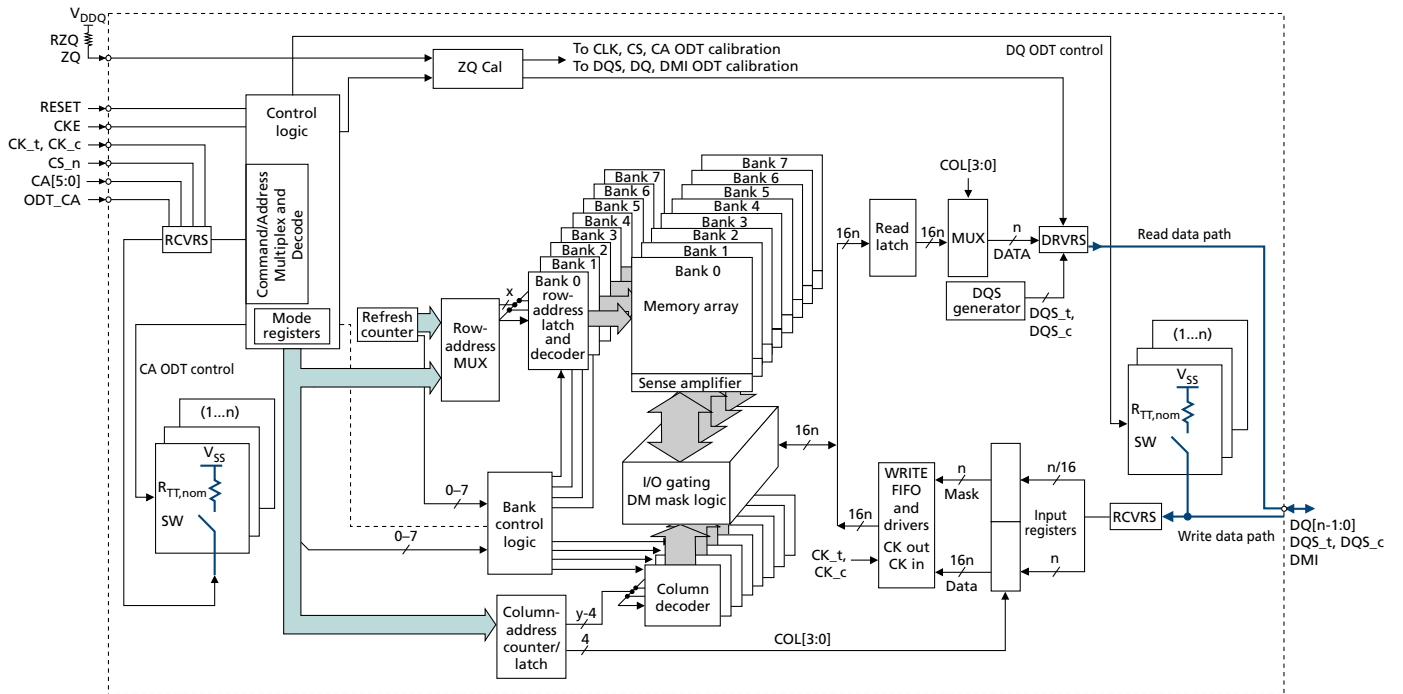 VDDQ
RZQ
ZQ
RESET
CKE
CK_t, CK_c
CS_n
CA[5:0]
ODT_CA
RCVRS
Control
logic
Command/Address
Multiplex and
Decode
Mode
registers
CA ODT control
(1...n)
VSS
RTT,nom
SW
ZQ Cal
To CLK, CS, CA ODT calibration
To DQS, DQ, DMI ODT calibration
DQ ODT control
Refresh
counter
Row-
address
MUX
x
Bank 7
Bank 6
Bank 5
Bank 4
Bank 3
Bank 2
Bank 1
Bank 0
row-
address
latch
and
decoder
Bank 7
Bank 6
Bank 5
Bank 4
Bank 3
Bank 2
Bank 1
Bank 0
Memory array
Sense amplifier
16n
I/O gating
DM mask logic
0–7
0–7
Bank
control
logic
Column
decoder
Column-
address
counter/
latch
y-4
4
COL[3:0]
16n
Read
latch
16n
COL[3:0]
MUX
n
DATA
DRVRS
Read data path
DQS
generator
DQS_t,
DQS_c
(1...n)
VSS
RTT,nom
SW
16n
WRITE
FIFO
and
drivers
CK out
CK in
CK_t,
CK_c
n
Mask
16n
Data
Input
registers
n/16
n
RCVRS
Write data path
DQ[n-1:0]
DQS_t, DQS_c
DMI